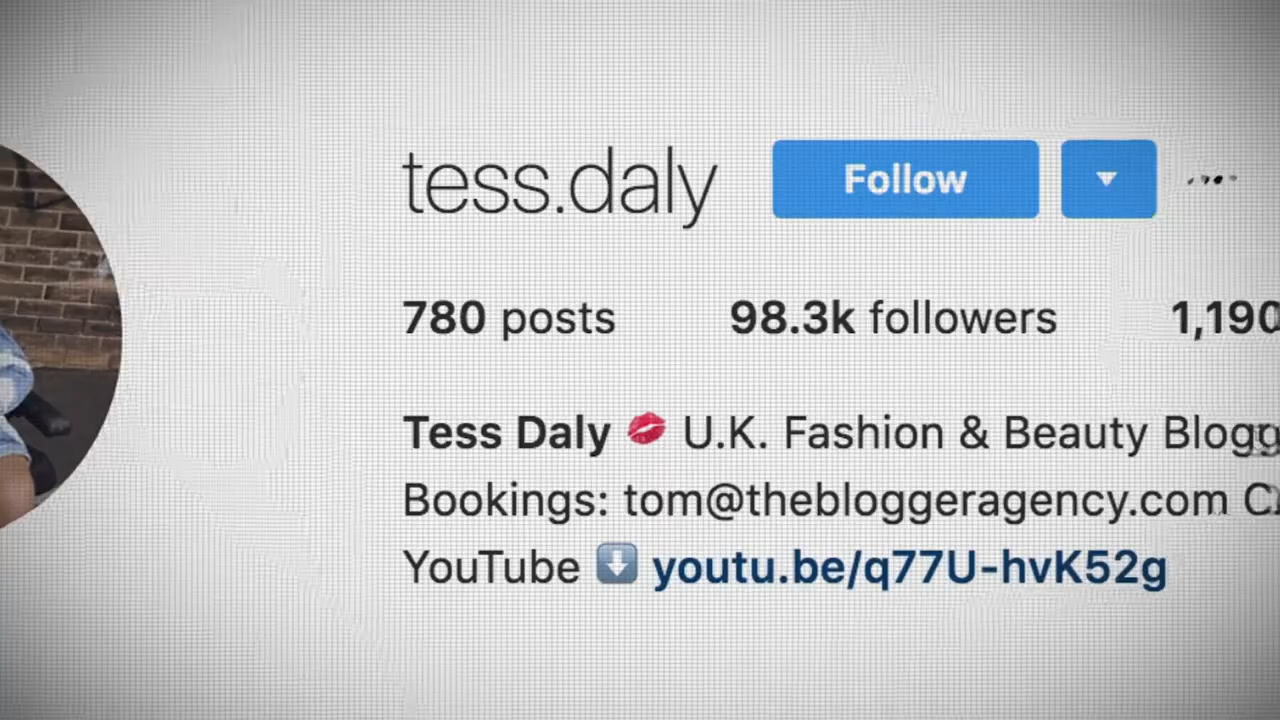 tess.daly Follow
780 posts 98.3k followers 1,190
Tess Daly 💋 U.K. Fashion & Beauty Blogg
Bookings: tom@thebloggeragency.com
YouTube ⬇️ youtu.be/q77U-hvK52g